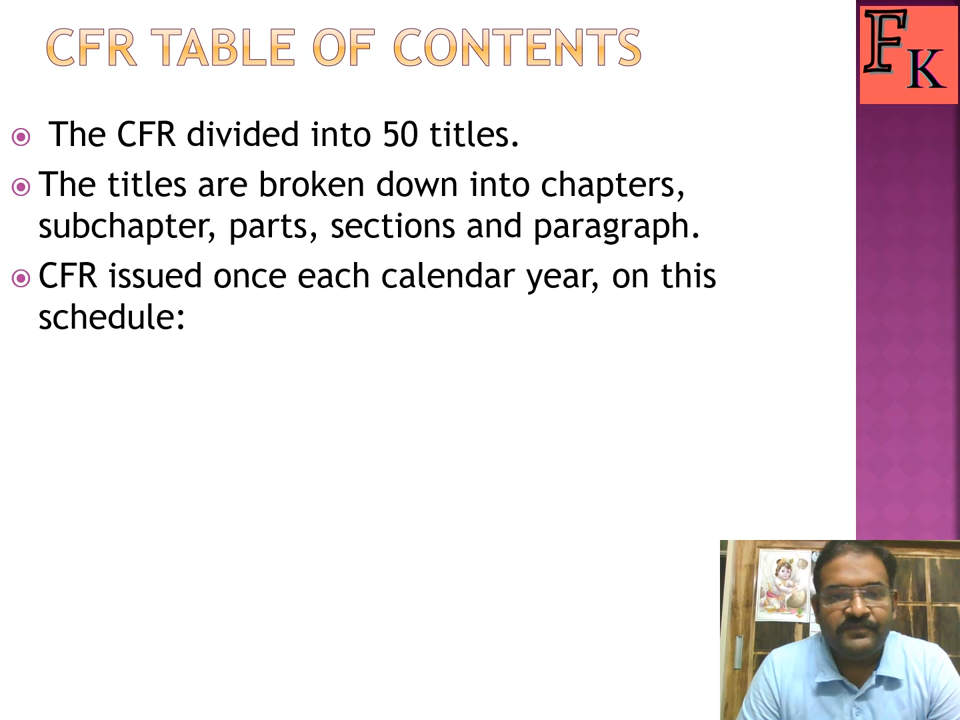 CFR TABLE OF CONTENTS
FK
The CFR divided into 50 titles.
The titles are broken down into chapters,
subchapter, parts, sections and paragraph.
CFR issued once each calendar year, on this
schedule: